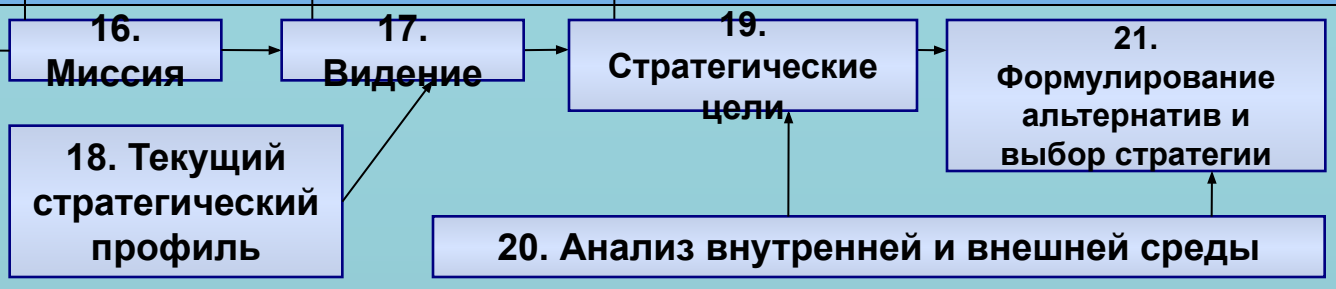 16.
Миссия
17.
Видение
19.
Стратегические
цели
21.
Формулирование
альтернатив и
выбор стратегии
18. Текущий
стратегический
профиль
20. Анализ внутренней и внешней среды